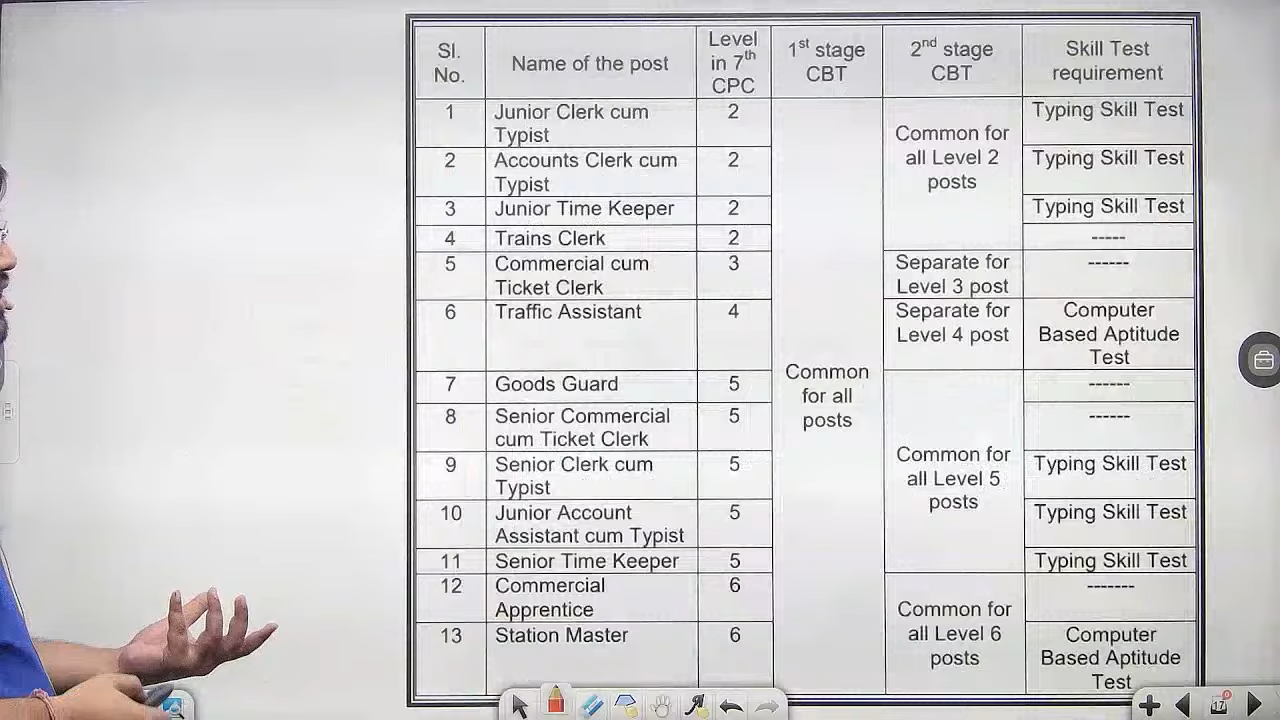 Sl. No. | Name of the post | Level in 7th CPC | 1st stage CBT | 2nd stage CBT | Skill Test requirement
1 | Junior Clerk cum Typist | 2 | Common for all posts | Common for all Level 2 posts | Typing Skill Test
2 | Accounts Clerk cum Typist | 2 | Typing Skill Test
3 | Junior Time Keeper | 2 | Typing Skill Test
4 | Trains Clerk | 2 | -----
5 | Commercial cum Ticket Clerk | 3 | Separate for Level 3 post | ------
6 | Traffic Assistant | 4 | Separate for Level 4 post | Computer Based Aptitude Test
7 | Goods Guard | 5 | Common for all Level 5 posts | ------
8 | Senior Commercial cum Ticket Clerk | 5 | ------
9 | Senior Clerk cum Typist | 5 | Typing Skill Test
10 | Junior Account Assistant cum Typist | 5 | Typing Skill Test
11 | Senior Time Keeper | 5 | Typing Skill Test
12 | Commercial Apprentice | 6 | Common for all Level 6 posts | -------
13 | Station Master | 6 | Computer Based Aptitude Test
17